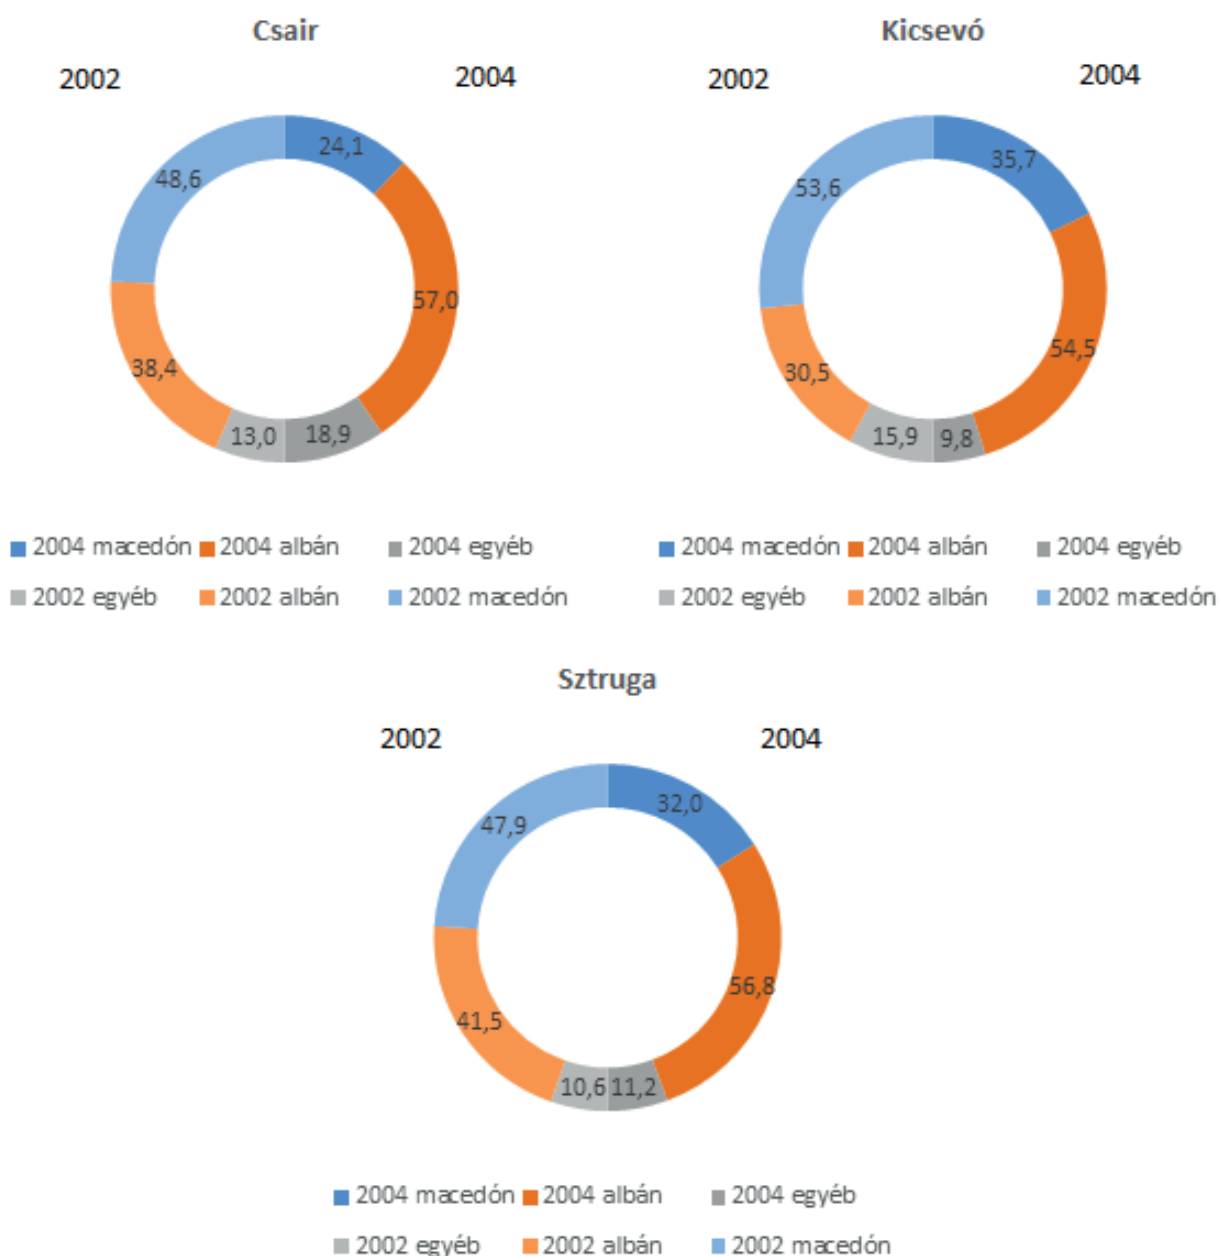 Csair
2002 2004
24,1
48,6
57,0
38,4
13,0 18,9
2004 macedón 2004 albán 2004 egyéb
2002 egyéb 2002 albán 2002 macedón
Kicsevó
2002 2004
35,7
53,6
54,5
30,5
15,9 9,8
2004 macedón 2004 albán 2004 egyéb
2002 egyéb 2002 albán 2002 macedón
Sztruga
2002 2004
32,0
47,9
56,8
41,5
10,6 11,2
2004 macedón 2004 albán 2004 egyéb
2002 egyéb 2002 albán 2002 macedón